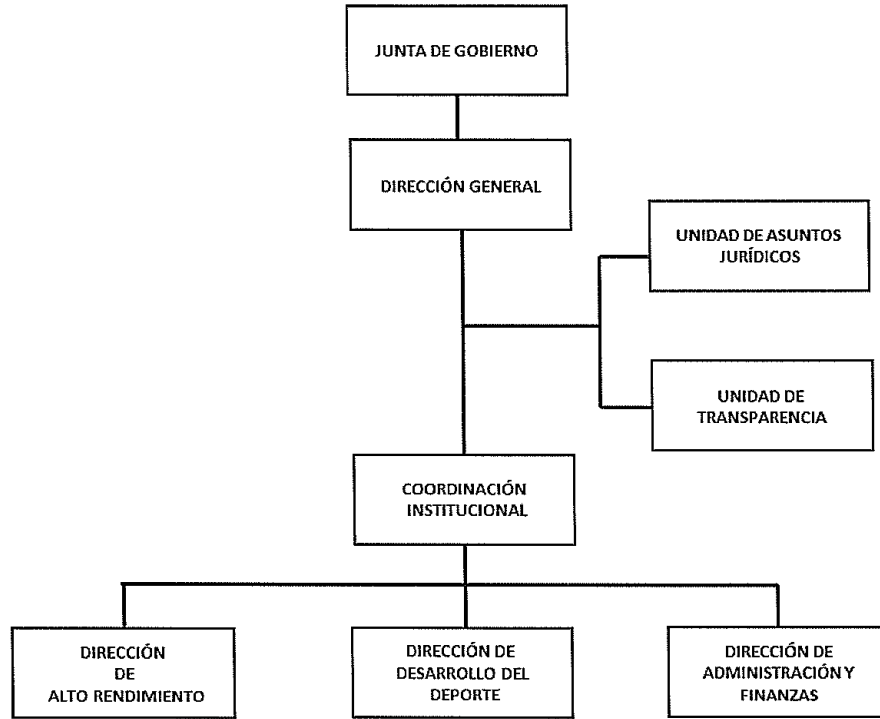 JUNTA DE GOBIERNO
DIRECCIÓN GENERAL
UNIDAD DE ASUNTOS
JURÍDICOS
UNIDAD DE
TRANSPARENCIA
COORDINACIÓN
INSTITUCIONAL
DIRECCIÓN
DE
ALTO RENDIMIENTO
DIRECCIÓN DE
DESARROLLO DEL
DEPORTE
DIRECCIÓN DE
ADMINISTRACIÓN Y
FINANZAS